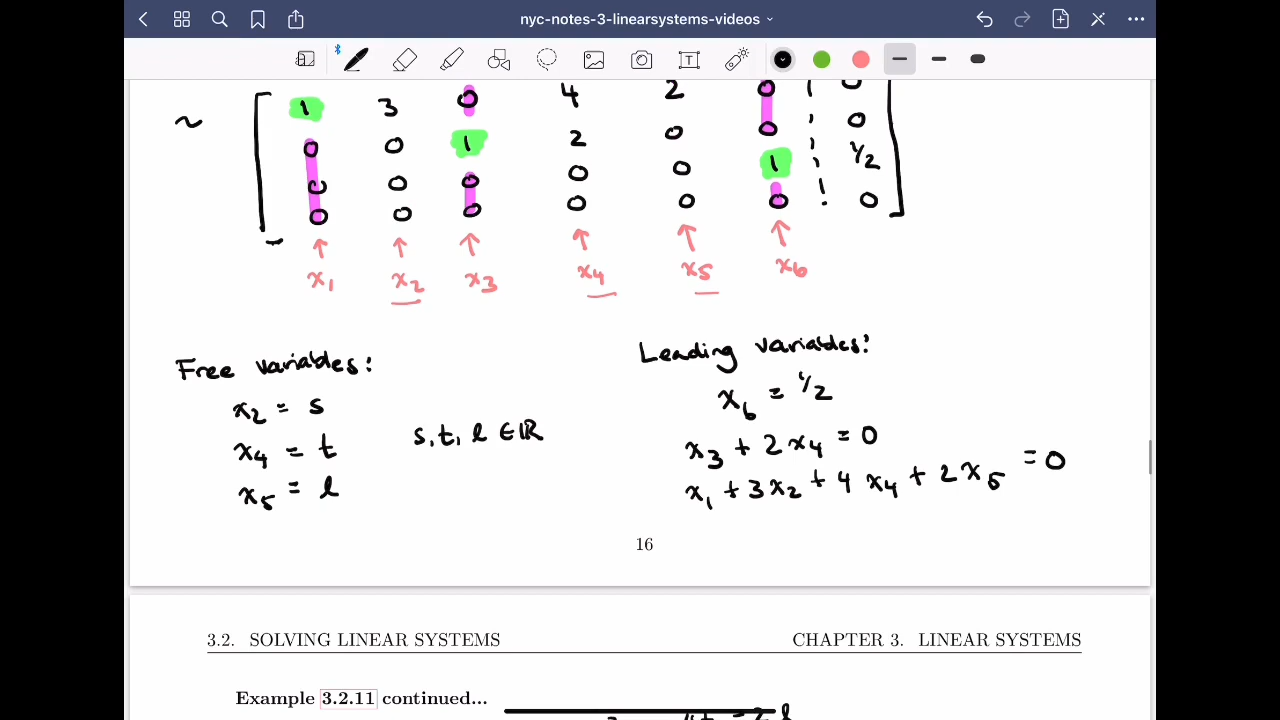 nyc-notes-3-linearsystems-videos
1 3 0 4 2 0 0
~ 0 0 1 2 0 0 0
0 0 0 0 0 1 1/2
0 0 0 0 0 0 0
x₁ x₂ x₃ x₄ x₅ x₆
Free variables: Leading variables:
x₂ = s x₆ = 1/2
x₄ = t s, t, l ∈ ℝ x₃ + 2x₄ = 0
x₅ = l x₁ + 3x₂ + 4x₄ + 2x₅ = 0
16
3.2. SOLVING LINEAR SYSTEMS CHAPTER 3. LINEAR SYSTEMS
Example 3.2.11 continued...